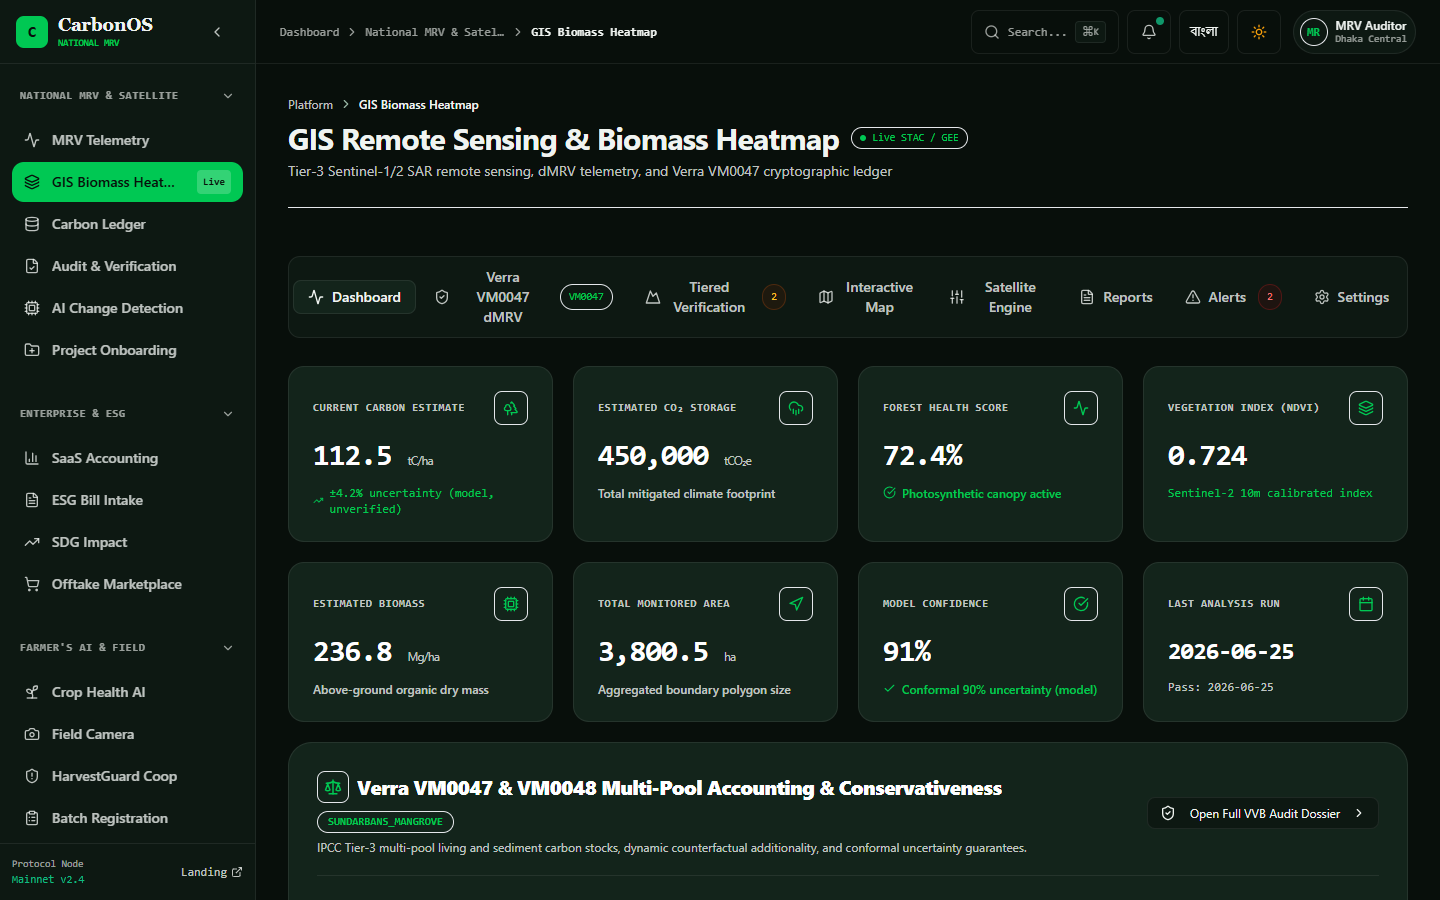 C
CarbonOS
NATIONAL MRV
Dashboard > National MRV & Satel... > GIS Biomass Heatmap
Search... ⌘K
বাংলা
MR
MRV Auditor
Dhaka Central
NATIONAL MRV & SATELLITE
MRV Telemetry
GIS Biomass Heat... Live
Carbon Ledger
Audit & Verification
AI Change Detection
Project Onboarding
ENTERPRISE & ESG
SaaS Accounting
ESG Bill Intake
SDG Impact
Offtake Marketplace
FARMER'S AI & FIELD
Crop Health AI
Field Camera
HarvestGuard Coop
Batch Registration
Protocol Node
Mainnet v2.4
Landing
Platform > GIS Biomass Heatmap
GIS Remote Sensing & Biomass Heatmap
Live STAC / GEE
Tier-3 Sentinel-1/2 SAR remote sensing, dMRV telemetry, and Verra VM0047 cryptographic ledger
Dashboard
Verra
VM0047
dMRV
VM0047
Tiered
Verification
2
Interactive
Map
Satellite
Engine
Reports
Alerts
2
Settings
CURRENT CARBON ESTIMATE
112.5 tC/ha
±4.2% uncertainty (model,
unverified)
ESTIMATED CO₂ STORAGE
450,000 tCO₂e
Total mitigated climate footprint
FOREST HEALTH SCORE
72.4%
Photosynthetic canopy active
VEGETATION INDEX (NDVI)
0.724
Sentinel-2 10m calibrated index
ESTIMATED BIOMASS
236.8 Mg/ha
Above-ground organic dry mass
TOTAL MONITORED AREA
3,800.5 ha
Aggregated boundary polygon size
MODEL CONFIDENCE
91%
Conformal 90% uncertainty (model)
LAST ANALYSIS RUN
2026-06-25
Pass: 2026-06-25
Verra VM0047 & VM0048 Multi-Pool Accounting & Conservativeness
SUNDARBANS_MANGROVE
IPCC Tier-3 multi-pool living and sediment carbon stocks, dynamic counterfactual additionality, and conformal uncertainty guarantees.
Open Full VVB Audit Dossier